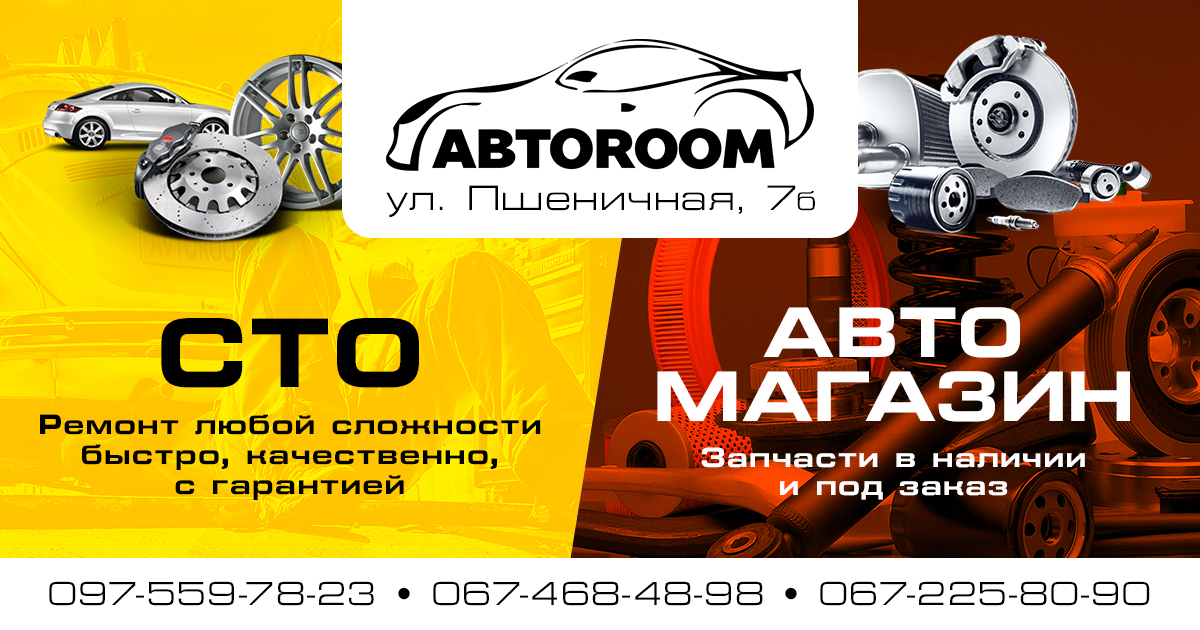 АВТОROOM
ул. Пшеничная, 7б
СТО
Ремонт любой сложности
быстро, качественно,
с гарантией
АВТО
МАГАЗИН
Запчасти в наличии
и под заказ
097-559-78-23 • 067-468-48-98 • 067-225-80-90